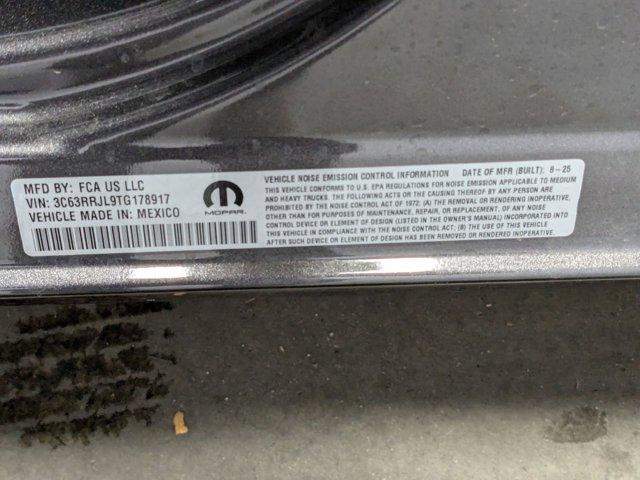 MFD BY: FCA US LLC
VIN: 3C63RRJL9TG178917
VEHICLE MADE IN: MEXICO
MOPAR
VEHICLE NOISE EMISSION CONTROL INFORMATION DATE OF MFR (BUILT): 8-25
THIS VEHICLE CONFORMS TO U.S. EPA REGULATIONS FOR NOISE EMISSION APPLICABLE TO MEDIUM
AND HEAVY TRUCKS. THE FOLLOWING ACTS OR CAUSING THEREOF BY ANY PERSON ARE
PROHIBITED BY THE NOISE CONTROL ACT OF 1972: (A) THE REMOVAL OR RENDERING INOPERATIVE,
OTHER THAN FOR PURPOSES OF MAINTENANCE, REPAIR, OR REPLACEMENT, OF ANY NOISE
CONTROL DEVICE OR ELEMENT OF DESIGN (LISTED IN THE OWNER'S MANUAL) INCORPORATED INTO
THIS VEHICLE IN COMPLIANCE WITH THE NOISE CONTROL ACT; (B) THE USE OF THIS VEHICLE
AFTER SUCH DEVICE OR ELEMENT OF DESIGN HAS BEEN REMOVED OR RENDERED INOPERATIVE.